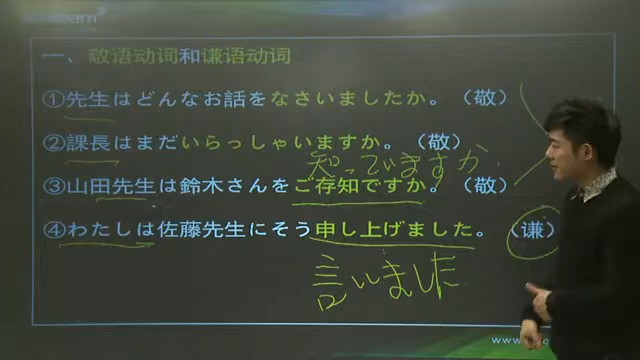 一、敬语动词和谦语动词
①先生はどんなお話をなさいましたか。（敬）
②課長はまだいらっしゃいますか。（敬）
知っていますか.
③山田先生は鈴木さんをご存知ですか。（敬）
④わたしは佐藤先生にそう申し上げました。（谦）
言いました
www.